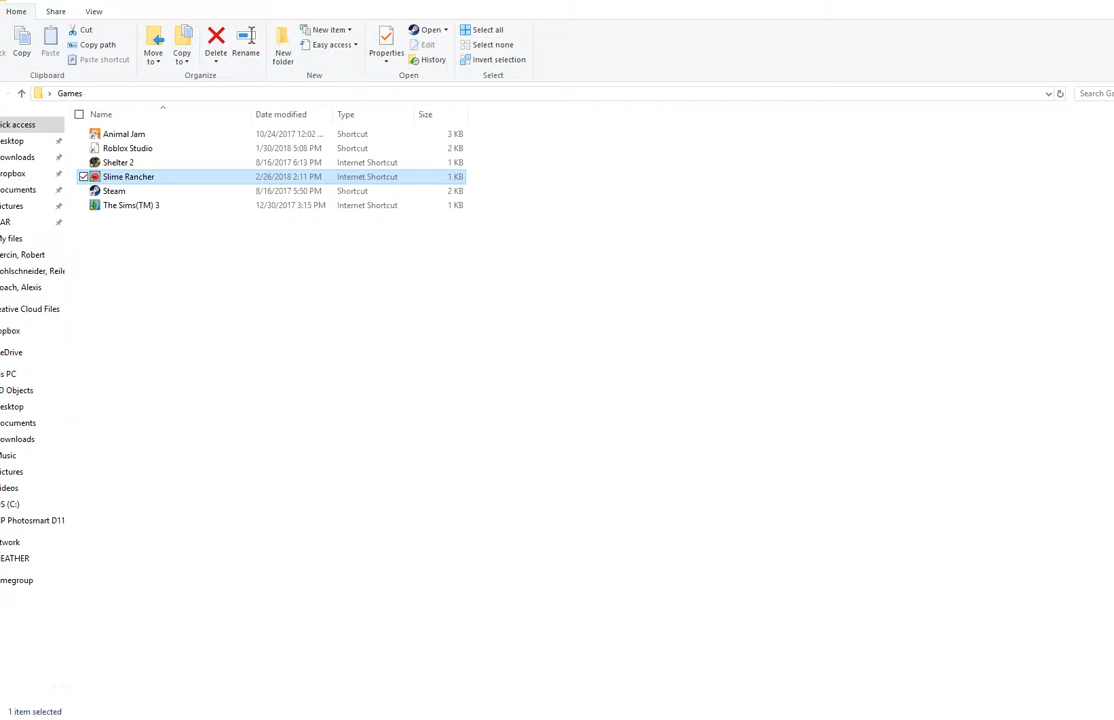 Home Share View
Copy
Paste
Cut
Copy path
Paste shortcut
Clipboard
Move to
Copy to
Delete
Rename
Organize
New folder
New item
Easy access
New
Properties
Open
Edit
History
Open
Select all
Select none
Invert selection
Select
Games
Search Ga
Name Date modified Type Size
Animal Jam 10/24/2017 12:02 ... Shortcut 3 KB
Roblox Studio 1/30/2018 5:08 PM Shortcut 2 KB
Shelter 2 8/16/2017 6:13 PM Internet Shortcut 1 KB
Slime Rancher 2/26/2018 2:11 PM Internet Shortcut 1 KB
Steam 8/16/2017 5:50 PM Shortcut 2 KB
The Sims(TM) 3 12/30/2017 3:15 PM Internet Shortcut 1 KB
ick access
esktop
ownloads
ropbox
ocuments
ictures
AR
ly files
ercin, Robert
ohlschneider, Reile
oach, Alexis
eative Cloud Files
opbox
eDrive
is PC
D Objects
esktop
ocuments
ownloads
Music
ictures
ideos
S (C:)
P Photosmart D11
twork
EATHER
megroup
1 item selected